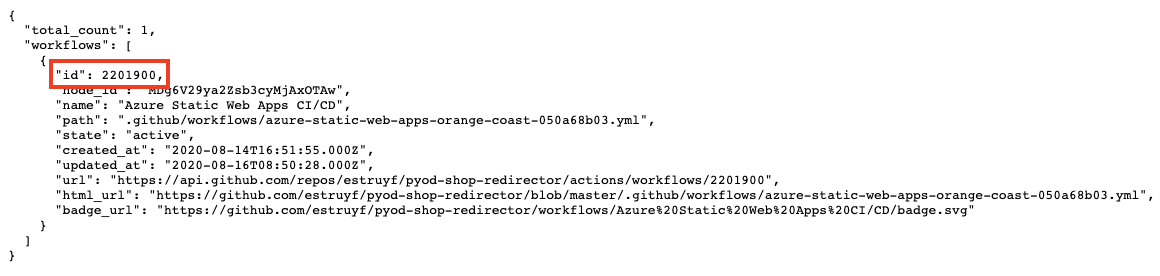 {
  "total_count": 1,
  "workflows": [
    {
      "id": 2201900,
      "node_id": "MDg6V29ya2Zsb3cyMjAxOTAw",
      "name": "Azure Static Web Apps CI/CD",
      "path": ".github/workflows/azure-static-web-apps-orange-coast-050a68b03.yml",
      "state": "active",
      "created_at": "2020-08-14T16:51:55.000Z",
      "updated_at": "2020-08-16T08:50:28.000Z",
      "url": "https://api.github.com/repos/estruyf/pyod-shop-redirector/actions/workflows/2201900",
      "html_url": "https://github.com/estruyf/pyod-shop-redirector/blob/master/.github/workflows/azure-static-web-apps-orange-coast-050a68b03.yml",
      "badge_url": "https://github.com/estruyf/pyod-shop-redirector/workflows/Azure%20Static%20Web%20Apps%20CI/CD/badge.svg"
    }
  ]
}